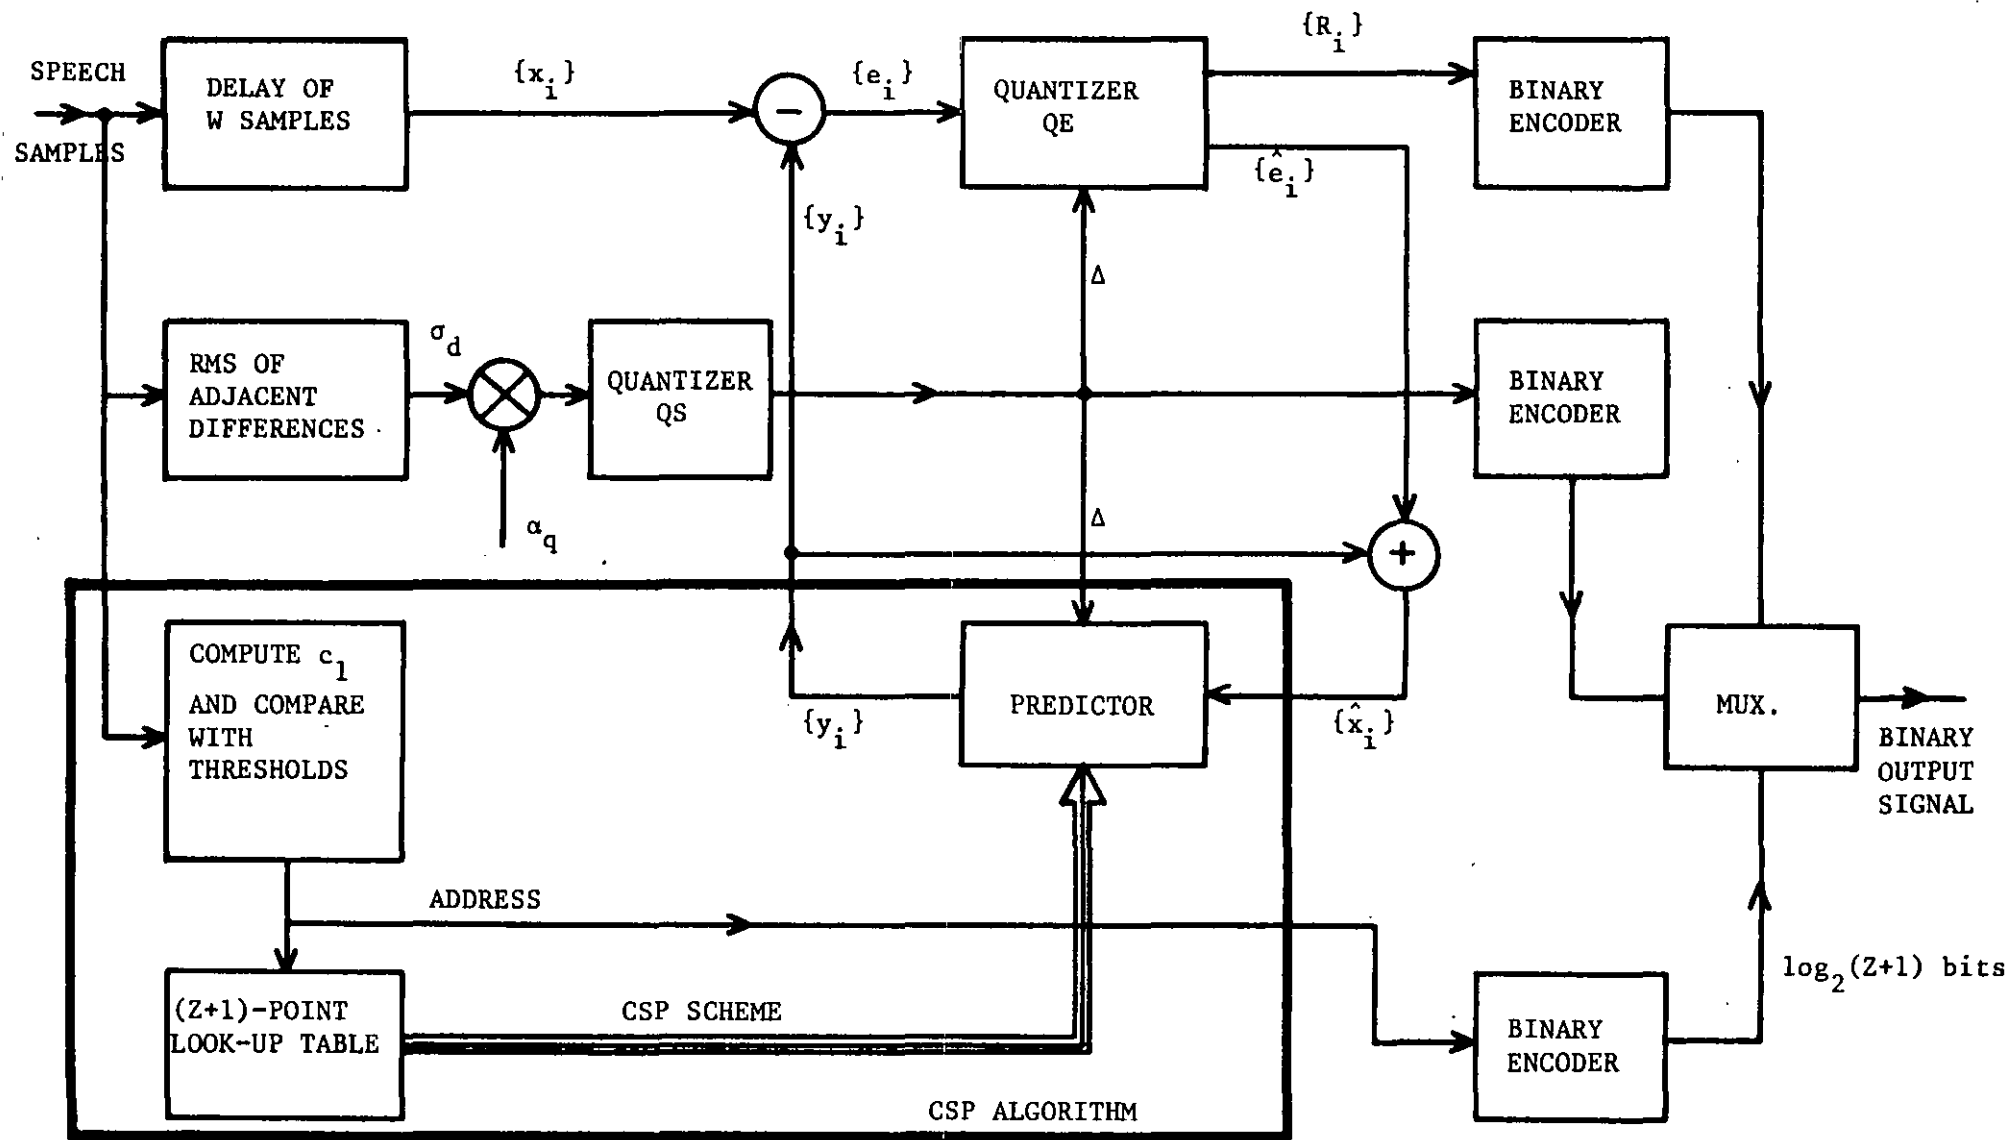 {R_i}
SPEECH
SAMPLES
DELAY OF
W SAMPLES
{x_i}
−
{e_i}
QUANTIZER
QE
BINARY
ENCODER
{ê_i}
{y_i}
Δ
RMS OF
ADJACENT
DIFFERENCES
σ_d
α_q
QUANTIZER
QS
BINARY
ENCODER
Δ
+
COMPUTE c_1
AND COMPARE
WITH
THRESHOLDS
{y_i}
PREDICTOR
{x̂_i}
MUX.
BINARY
OUTPUT
SIGNAL
ADDRESS
(Z+1)-POINT
LOOK-UP TABLE
CSP SCHEME
log_2(Z+1) bits
BINARY
ENCODER
CSP ALGORITHM